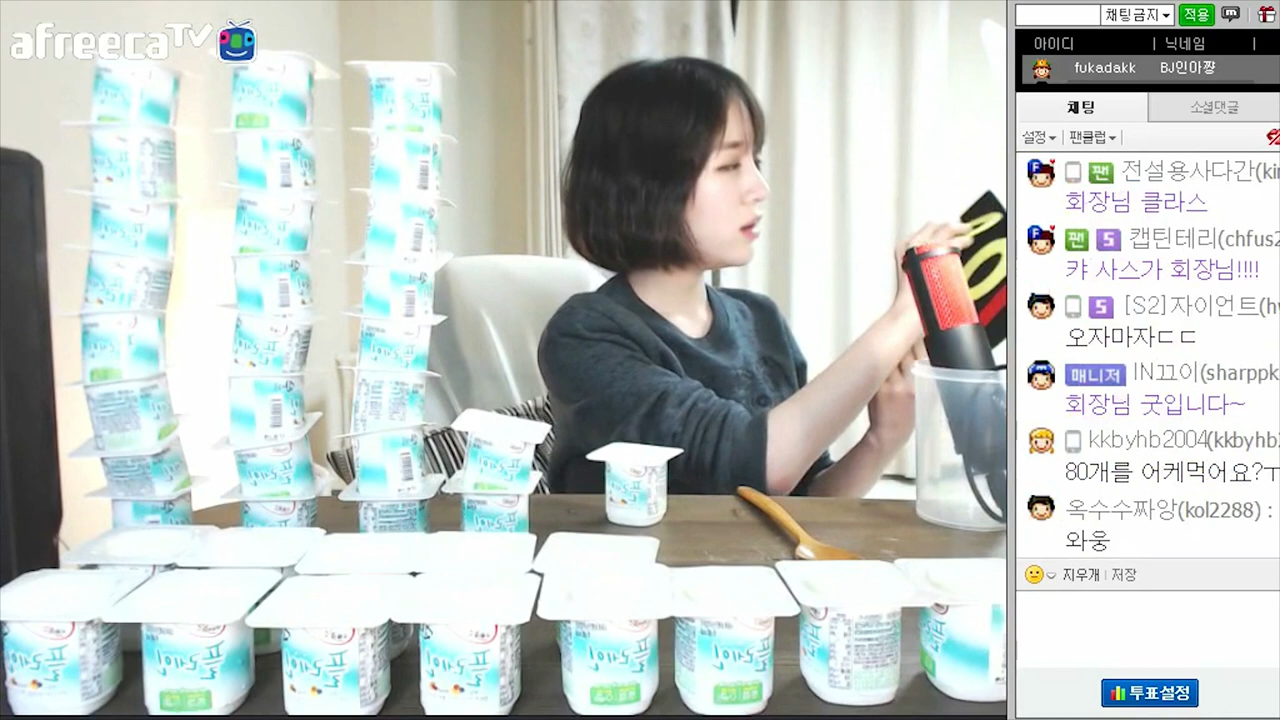 afreecaTV
채팅금지
적용
아이디 | 닉네임 |
fukadakk BJ인아쨩
채팅
소셜댓글
설정 팬클럽
팬 전설용사다간(kin
회장님 클라스
팬 S 캡틴테리(chfus2
캬 사스가 회장님!!!!
S [S2]자이언트(h
오자마자ㄷㄷ
매니저 IN끄이(sharppk
회장님 굿입니다~
kkbyhb2004(kkbyhb
80개를 어케먹어요?ㅜ
옥수수짜앙(kol2288) :
와웅
지우개 | 저장
투표설정